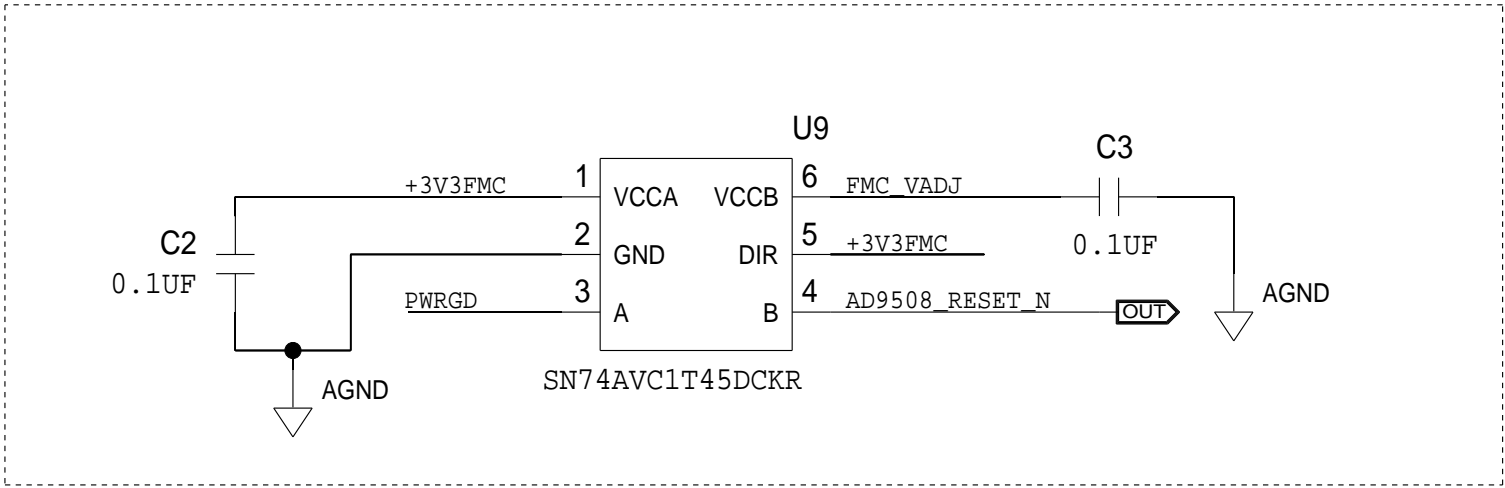 U9
C3
+3V3FMC 1 VCCA VCCB 6 FMC_VADJ
C2 2 GND DIR 5 +3V3FMC 0.1UF
0.1UF
PWRGD 3 A B 4 AD9508_RESET_N OUT AGND
SN74AVC1T45DCKR
AGND